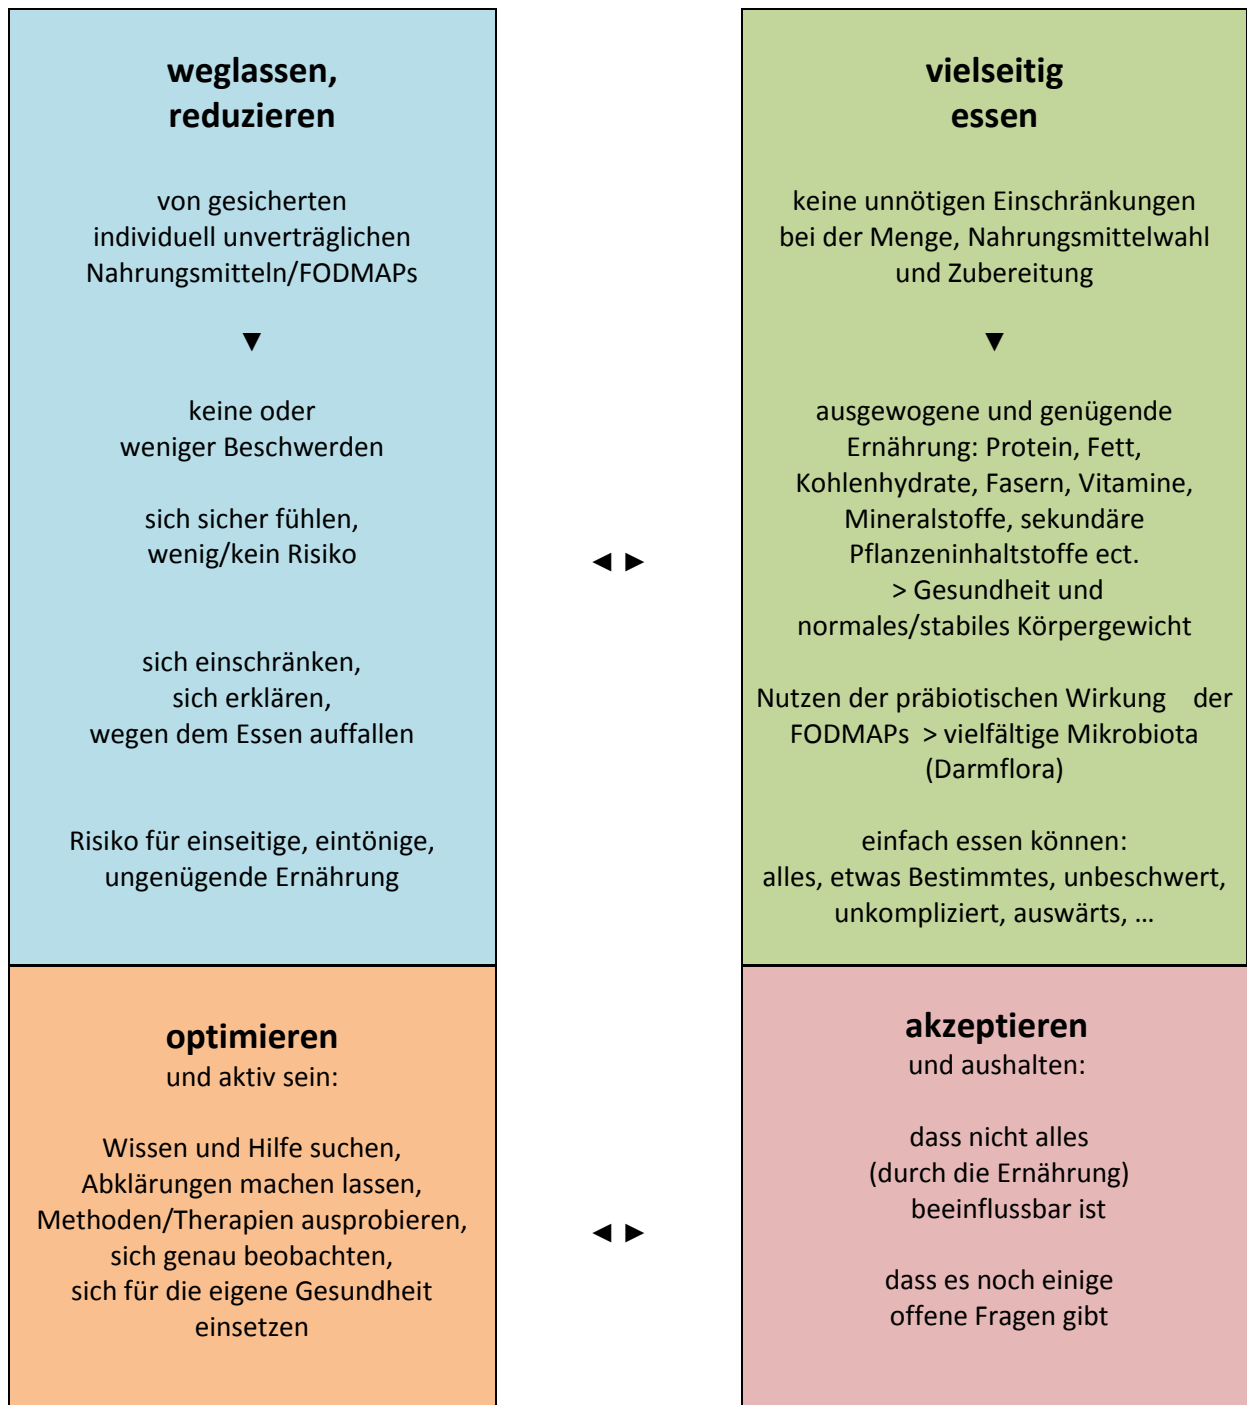 weglassen,
reduzieren
von gesicherten
individuell unverträglichen
Nahrungsmitteln/FODMAPs
▼
keine oder
weniger Beschwerden
sich sicher fühlen,
wenig/kein Risiko
sich einschränken,
sich erklären,
wegen dem Essen auffallen
Risiko für einseitige, eintönige,
ungenügende Ernährung
◄ ►
vielseitig
essen
keine unnötigen Einschränkungen
bei der Menge, Nahrungsmittelwahl
und Zubereitung
▼
ausgewogene und genügende
Ernährung: Protein, Fett,
Kohlenhydrate, Fasern, Vitamine,
Mineralstoffe, sekundäre
Pflanzeninhaltstoffe ect.
> Gesundheit und
normales/stabiles Körpergewicht
Nutzen der präbiotischen Wirkung der
FODMAPs > vielfältige Mikrobiota
(Darmflora)
einfach essen können:
alles, etwas Bestimmtes, unbeschwert,
unkompliziert, auswärts, …
optimieren
und aktiv sein:
Wissen und Hilfe suchen,
Abklärungen machen lassen,
Methoden/Therapien ausprobieren,
sich genau beobachten,
sich für die eigene Gesundheit
einsetzen
◄ ►
akzeptieren
und aushalten:
dass nicht alles
(durch die Ernährung)
beeinflussbar ist
dass es noch einige
offene Fragen gibt